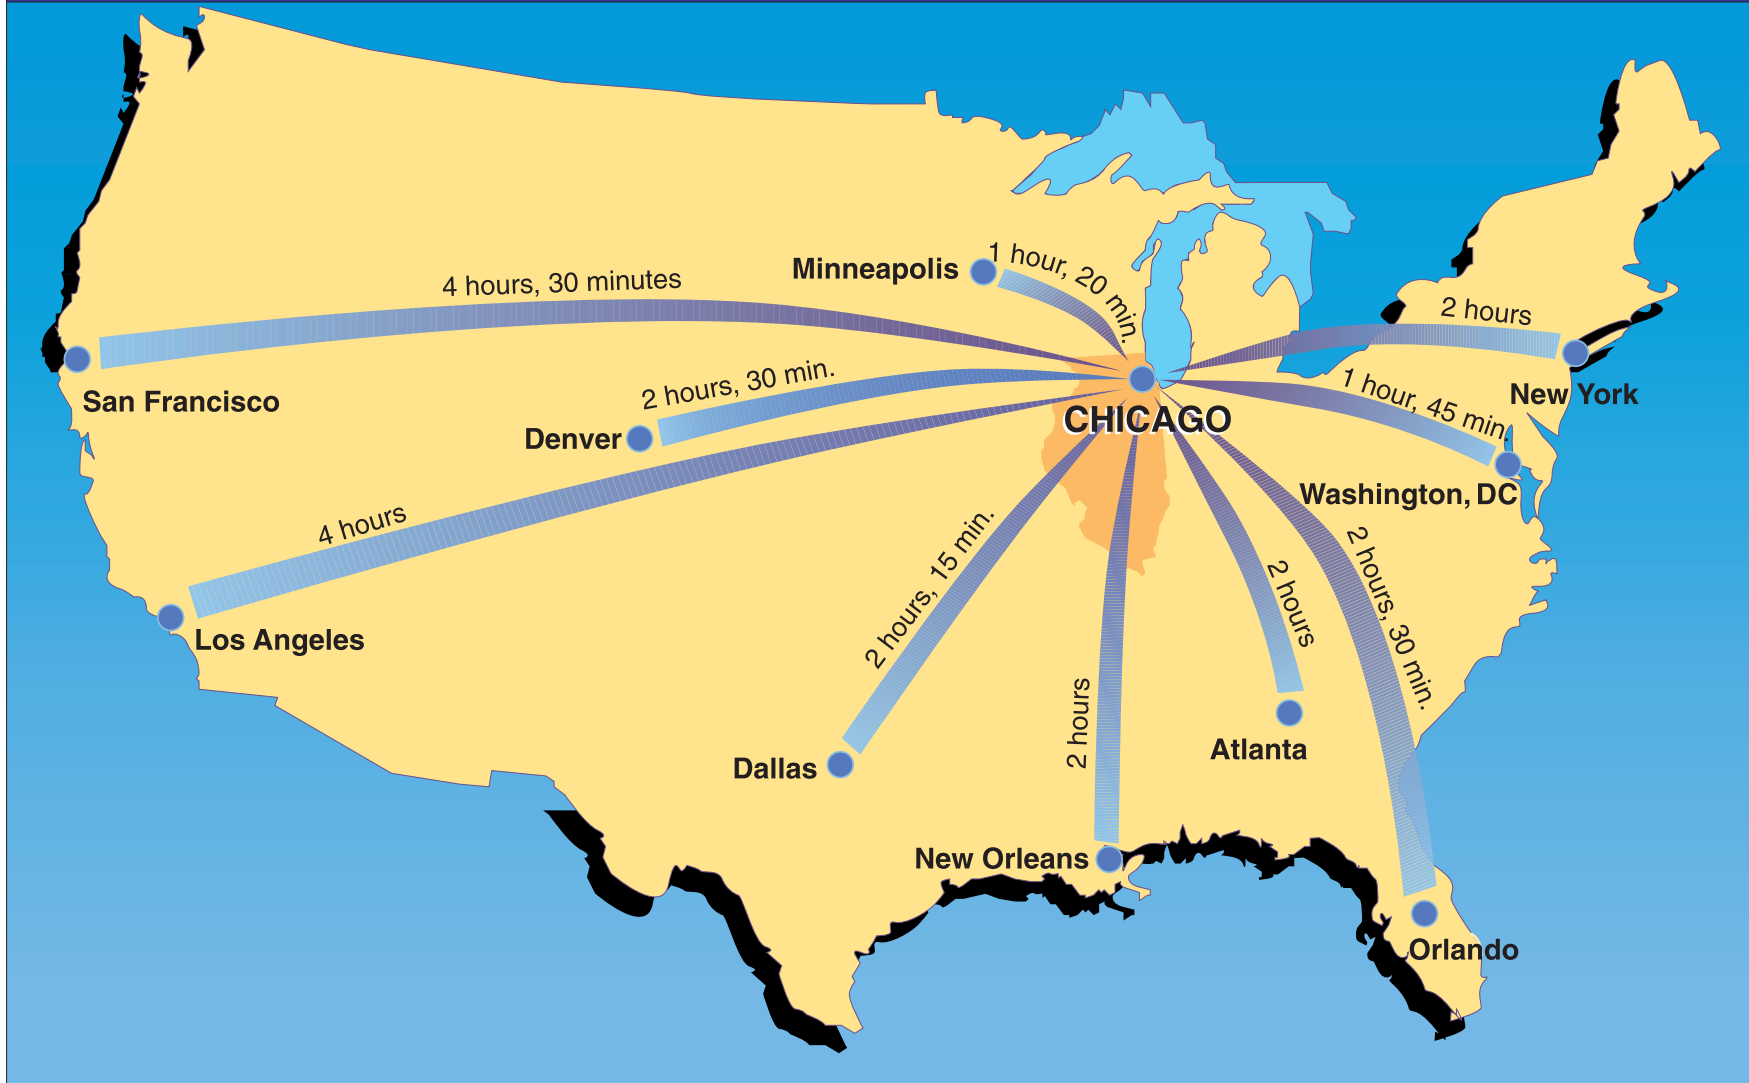 Minneapolis
1 hour, 20 min.
4 hours, 30 minutes
2 hours
San Francisco
2 hours, 30 min.
1 hour, 45 min.
New York
CHICAGO
Denver
Washington, DC
4 hours
2 hours, 15 min.
2 hours
2 hours, 30 min.
Los Angeles
2 hours
Atlanta
Dallas
New Orleans
Orlando